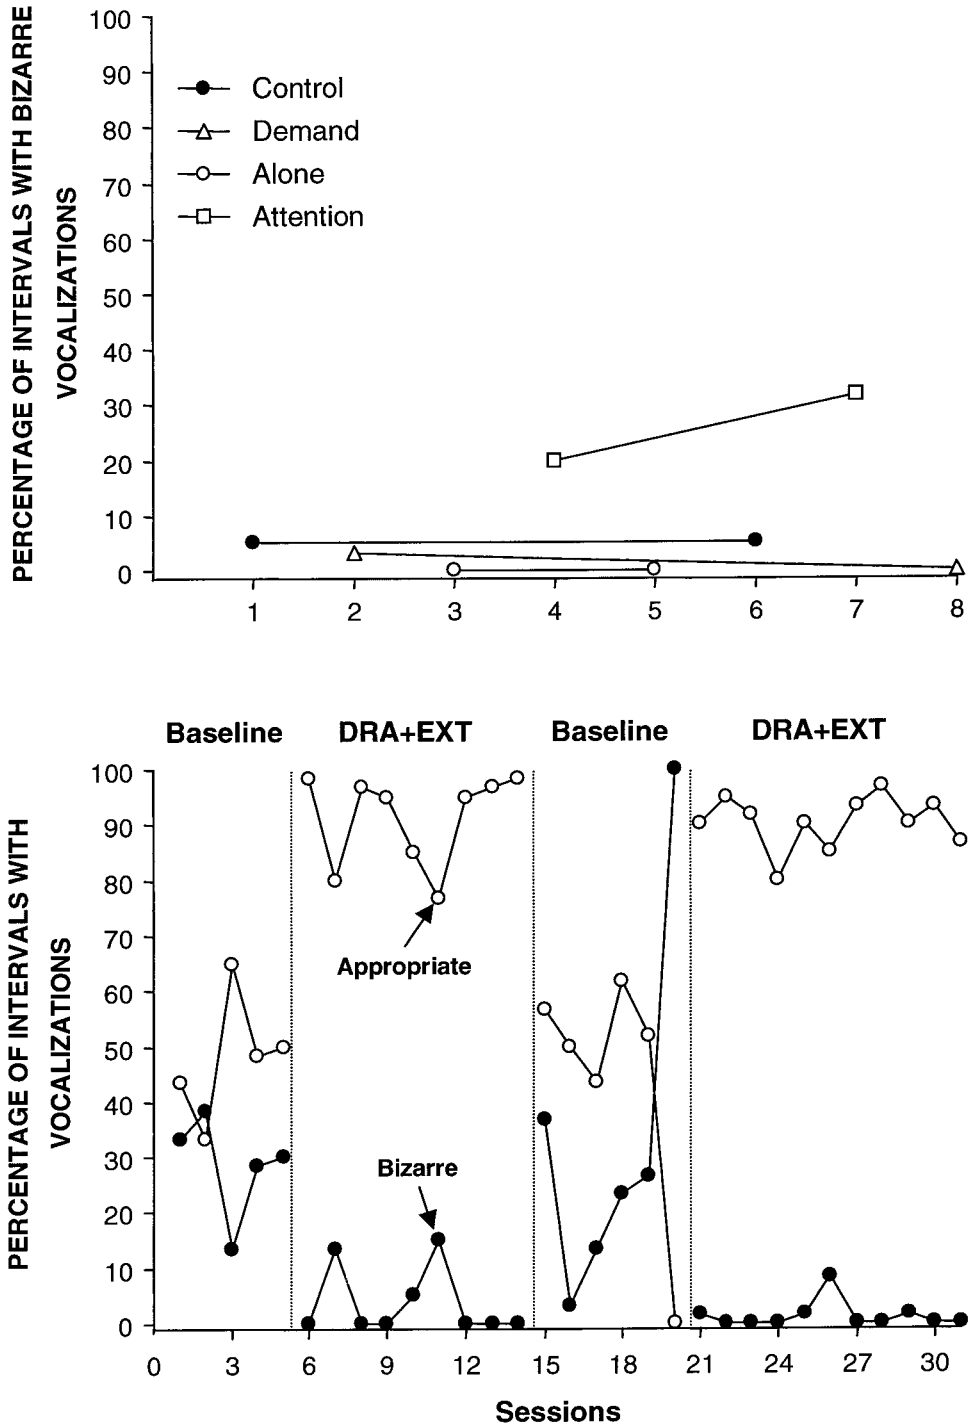 PERCENTAGE OF INTERVALS WITH BIZARRE
VOCALIZATIONS
100
90
80
70
60
50
40
30
20
10
0
Control
Demand
Alone
Attention
1 2 3 4 5 6 7 8
Baseline DRA+EXT Baseline DRA+EXT
PERCENTAGE OF INTERVALS WITH
VOCALIZATIONS
100
90
80
70
60
50
40
30
20
10
0
Appropriate
Bizarre
0 3 6 9 12 15 18 21 24 27 30
Sessions